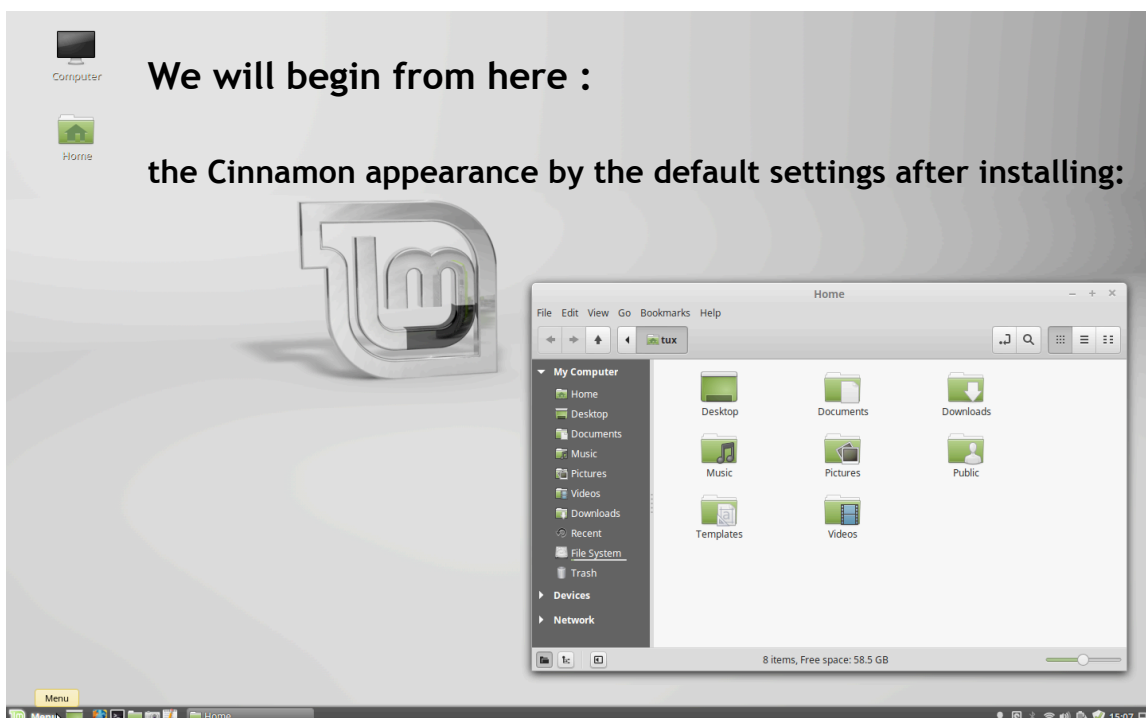 Computer
We will begin from here :
Home
the Cinnamon appearance by the default settings after installing:
Home
File Edit View Go Bookmarks Help
tux
My Computer
Home
Desktop
Documents
Music
Pictures
Videos
Downloads
Recent
File System
Trash
Devices
Network
Desktop Documents Downloads
Music Pictures Public
Templates Videos
8 items, Free space: 58.5 GB
Menu
Menu Home 15:07